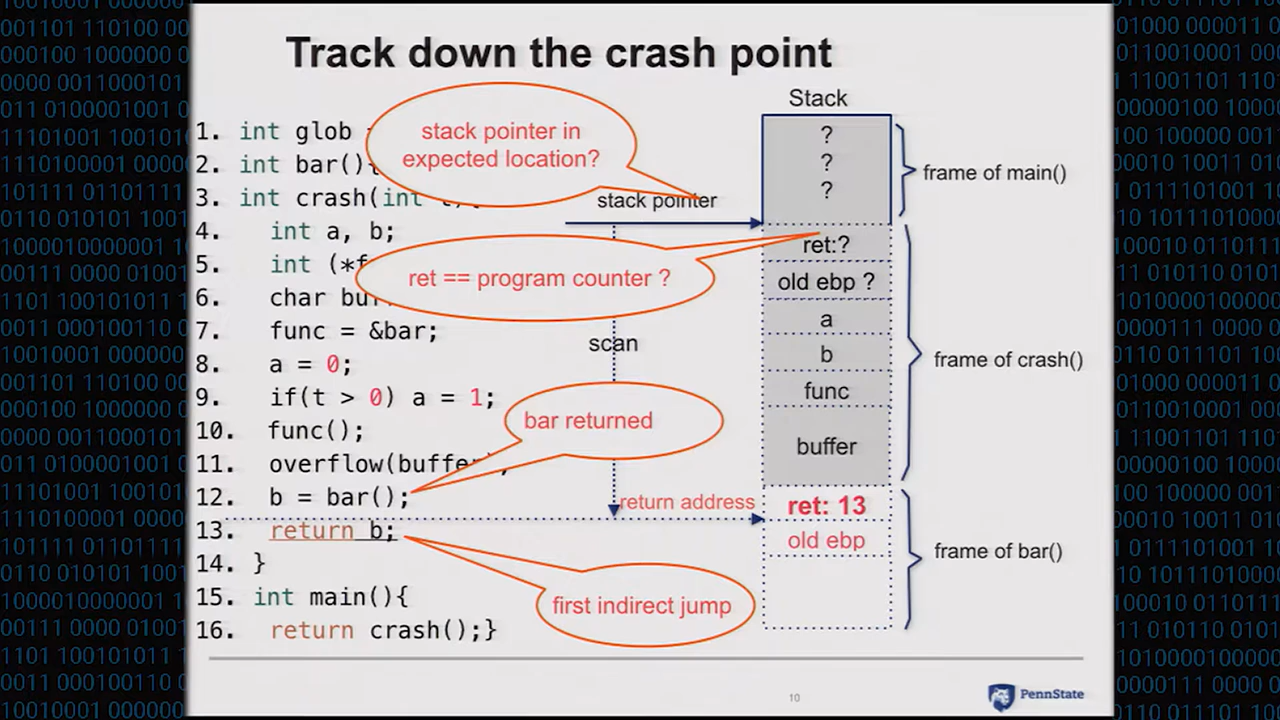 Track down the crash point
Stack
1. int glob
2. int bar(){
3. int crash(int t){
4. int a, b;
5. int (*f
6. char buf
7. func = &bar;
8. a = 0;
9. if(t > 0) a = 1;
10. func();
11. overflow(buffer);
12. b = bar();
13. return b;
14. }
15. int main(){
16. return crash();}
stack pointer in
expected location?
stack pointer
ret == program counter ?
scan
bar returned
return address
first indirect jump
?
?
?
ret:?
old ebp ?
a
b
func
buffer
ret: 13
old ebp
frame of main()
frame of crash()
frame of bar()
10
PennState